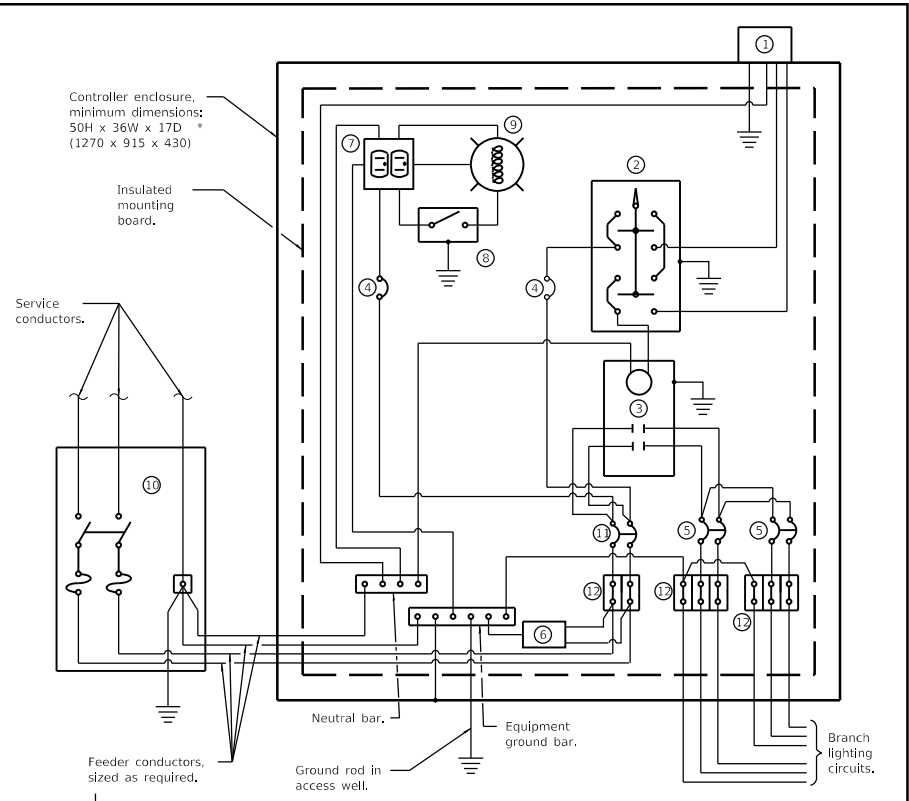 1
Controller enclosure,
minimum dimensions:
50H x 36W x 17D *
(1270 x 915 x 430)
9
7
2
Insulated
mounting
board.
8
4
4
Service
conductors.
3
10
11
5
5
12
12
12
6
Neutral bar.
Equipment
ground bar.
Feeder conductors,
sized as required.
Ground rod in
access well.
Branch
lighting
circuits.